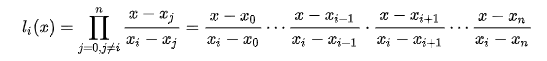 l_i(x) = \prod_{j=0,j\neq i}^{n} \frac{x - x_j}{x_i - x_j} = \frac{x - x_0}{x_i - x_0} \cdots \frac{x - x_{i-1}}{x_i - x_{i-1}} \cdot \frac{x - x_{i+1}}{x_i - x_{i+1}} \cdots \frac{x - x_n}{x_i - x_n}